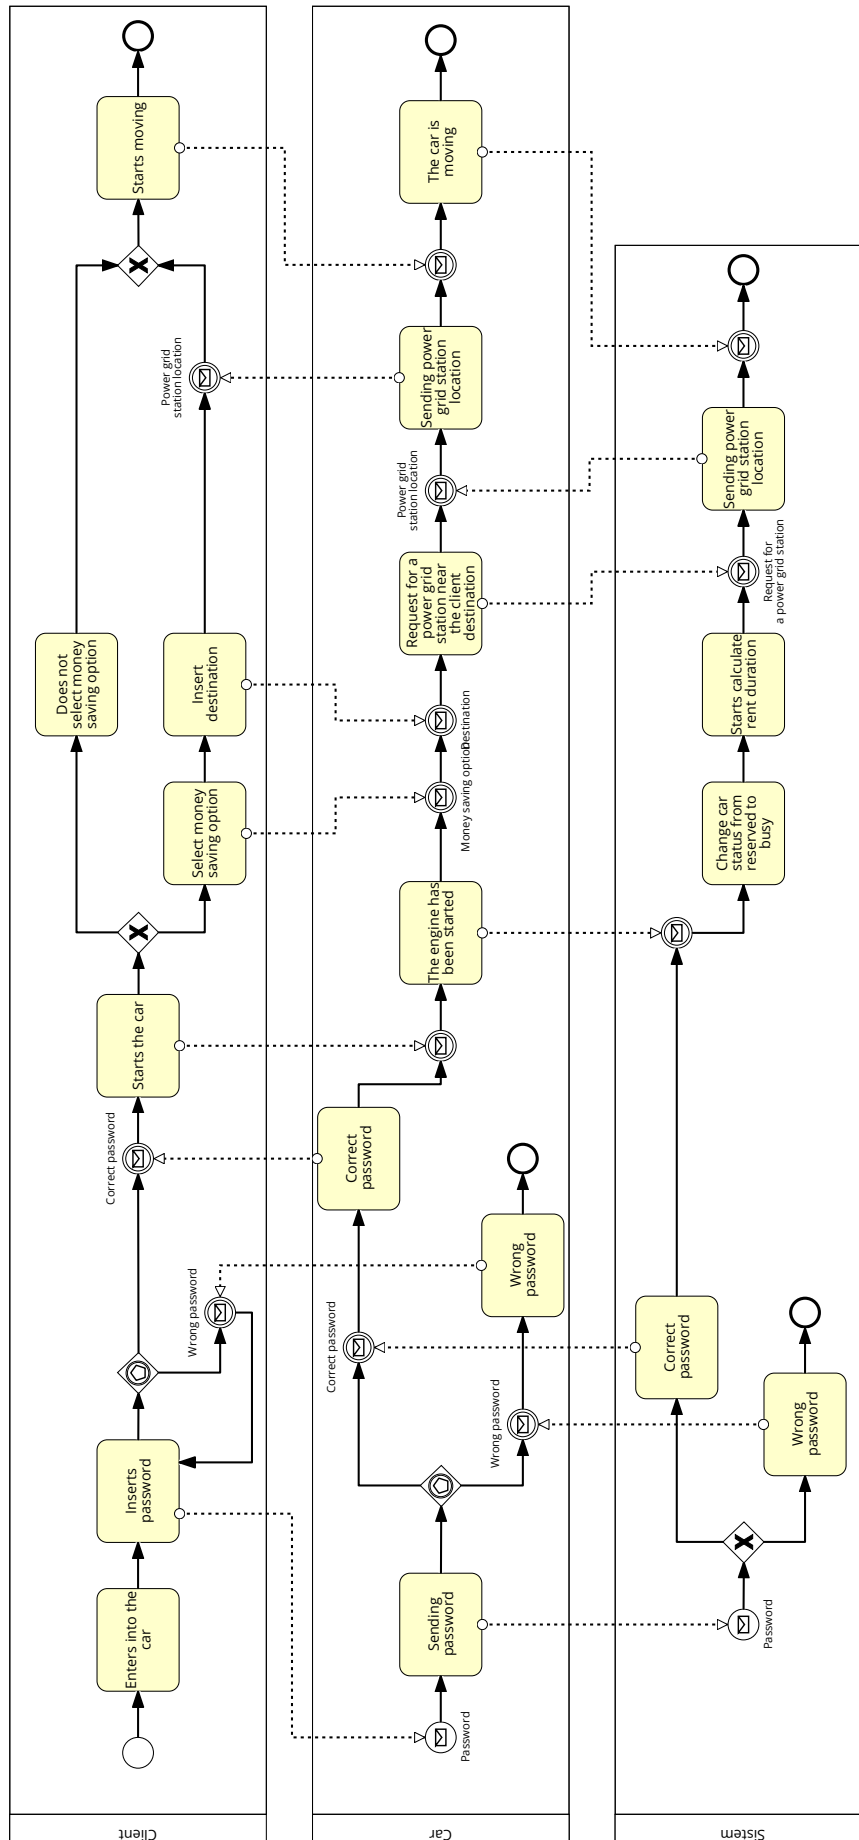 Client
Enters into the
car
Inserts
password
Wrong password
Correct password
Starts the car
Select money
saving option
Does not
select money
saving option
Insert
destination
Power grid
station location
Starts moving
Car
Password
Sending
password
Wrong password
Correct password
Wrong
password
Correct
password
The engine has
been started
Money saving option
Destination
Request for a
power grid
station near
the client
destination
Power grid
station location
Sending power
grid station
location
The car is
moving
Sistem
Password
Wrong
password
Correct
password
Change car
status from
reserved to
busy
Starts calculate
rent duration
Request for
a power grid station
Sending power
grid station
location